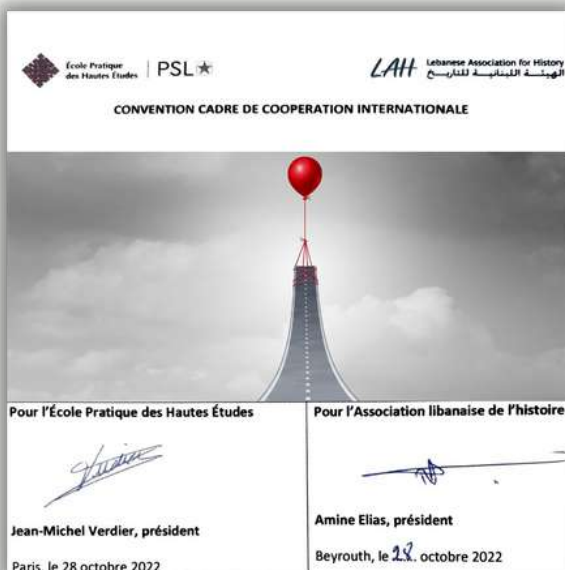 École Pratique
des Hautes Études
PSL
LAH
Lebanese Association for History
الهيئة اللبنانية للتاريخ
CONVENTION CADRE DE COOPERATION INTERNATIONALE
Pour l'École Pratique des Hautes Études
Verdier
Jean-Michel Verdier, président
Paris, le 28 octobre 2022
Pour l'Association libanaise de l'histoire
Amine Elias, président
Beyrouth, le 28. octobre 2022